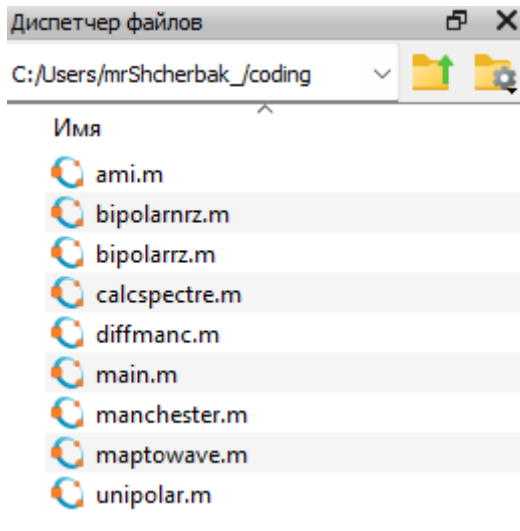 Диспетчер файлов
C:/Users/mrShcherbak_/coding
Имя
ami.m
bipolarnrz.m
bipolarrz.m
calcspectre.m
diffmanc.m
main.m
manchester.m
maptowave.m
unipolar.m